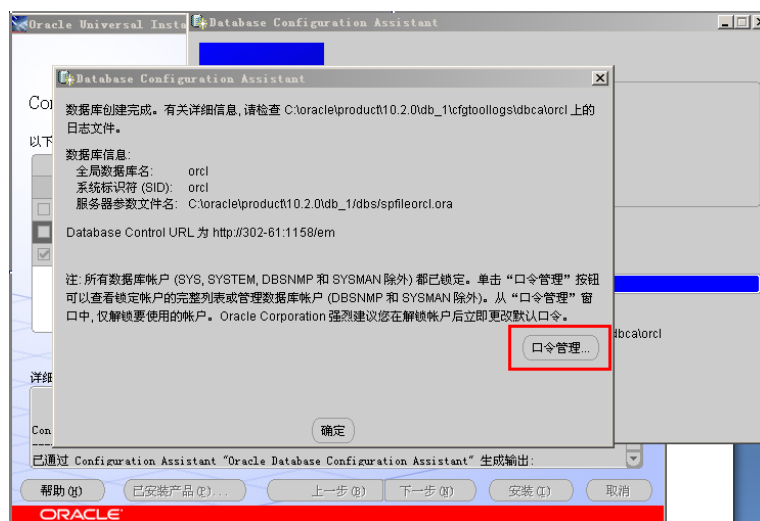 Oracle Universal Insta
Database Configuration Assistant
Database Configuration Assistant
数据库创建完成。有关详细信息, 请检查 C:\oracle\product\10.2.0\db_1\cfgtoollogs\dbca\orcl 上的
日志文件。
数据库信息:
全局数据库名: orcl
系统标识符 (SID): orcl
服务器参数文件名: C:\oracle\product\10.2.0\db_1/dbs/spfileorcl.ora
Database Control URL 为 http://302-61:1158/em
注: 所有数据库帐户 (SYS, SYSTEM, DBSNMP 和 SYSMAN 除外) 都已锁定。单击“口令管理”按钮
可以查看锁定帐户的完整列表或管理数据库帐户 (DBSNMP 和 SYSMAN 除外)。从“口令管理”窗
口中, 仅解锁要使用的帐户。Oracle Corporation 强烈建议您在解锁帐户后立即更改默认口令。
口令管理...
确定
Co
以下
dbca\orcl
详细
Con
已通过 Configuration Assistant "Oracle Database Configuration Assistant" 生成输出:
帮助(H) 已安装产品(P)... 上一步(B) 下一步(N) 安装(I) 取消
ORACLE